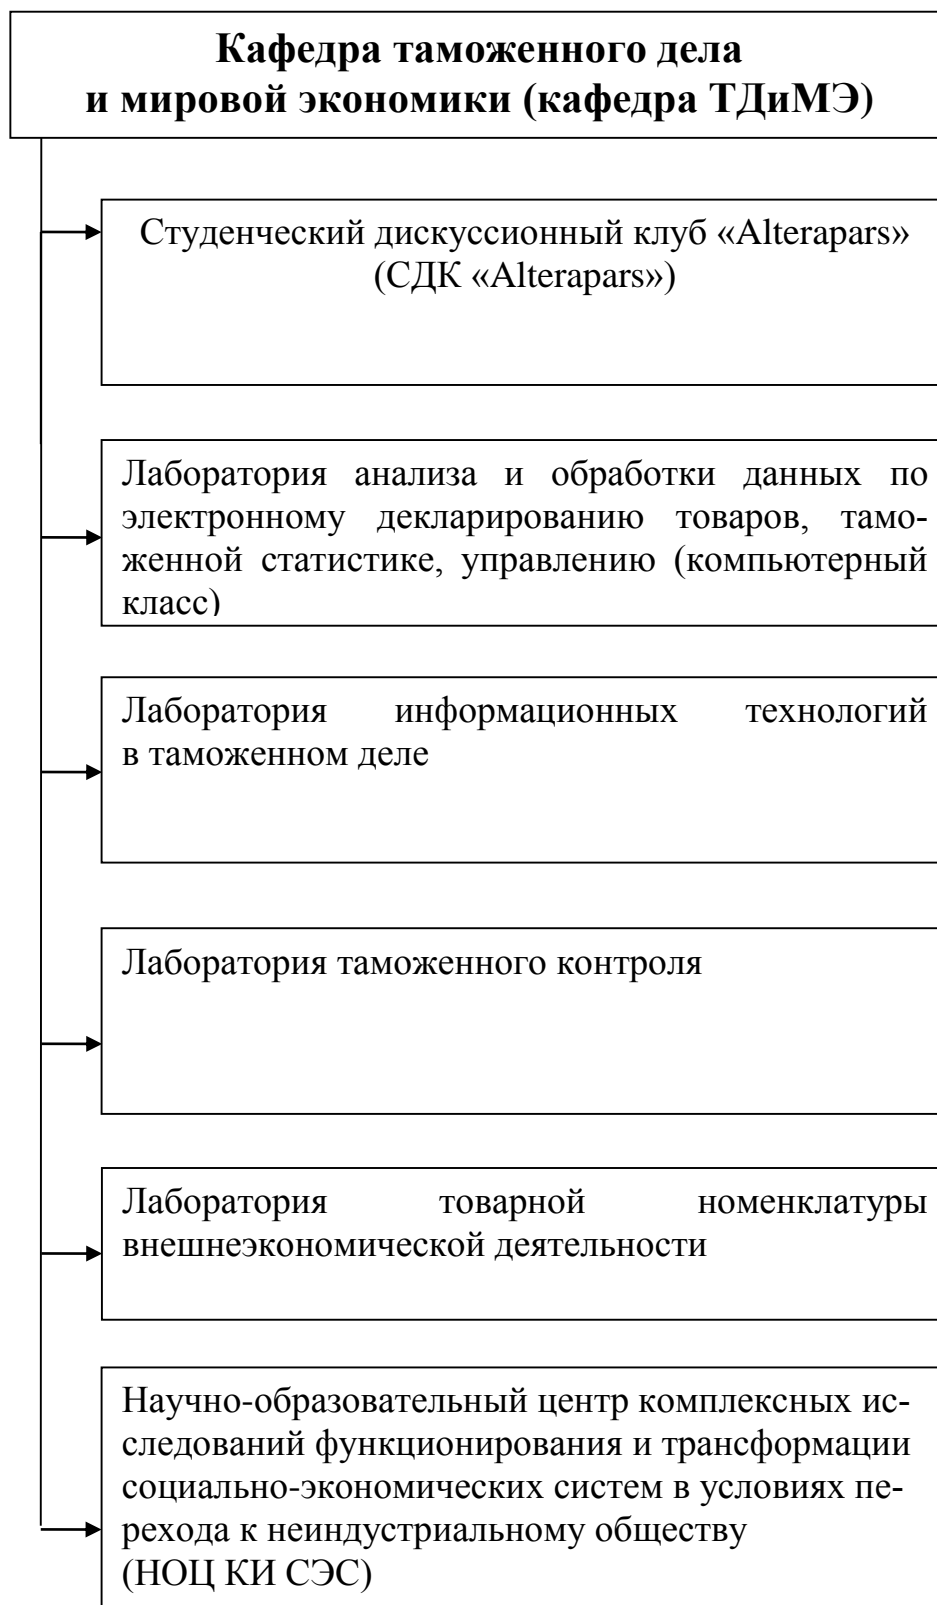 Кафедра таможенного дела
и мировой экономики (кафедра ТДиМЭ)
Студенческий дискуссионный клуб «Alterapars»
(СДК «Alterapars»)
Лаборатория анализа и обработки данных по
электронному декларированию товаров, тамо-
женной статистике, управлению (компьютерный
класс)
Лаборатория информационных технологий
в таможенном деле
Лаборатория таможенного контроля
Лаборатория товарной номенклатуры
внешнеэкономической деятельности
Научно-образовательный центр комплексных ис-
следований функционирования и трансформации
социально-экономических систем в условиях пе-
рехода к неиндустриальному обществу
(НОЦ КИ СЭС)